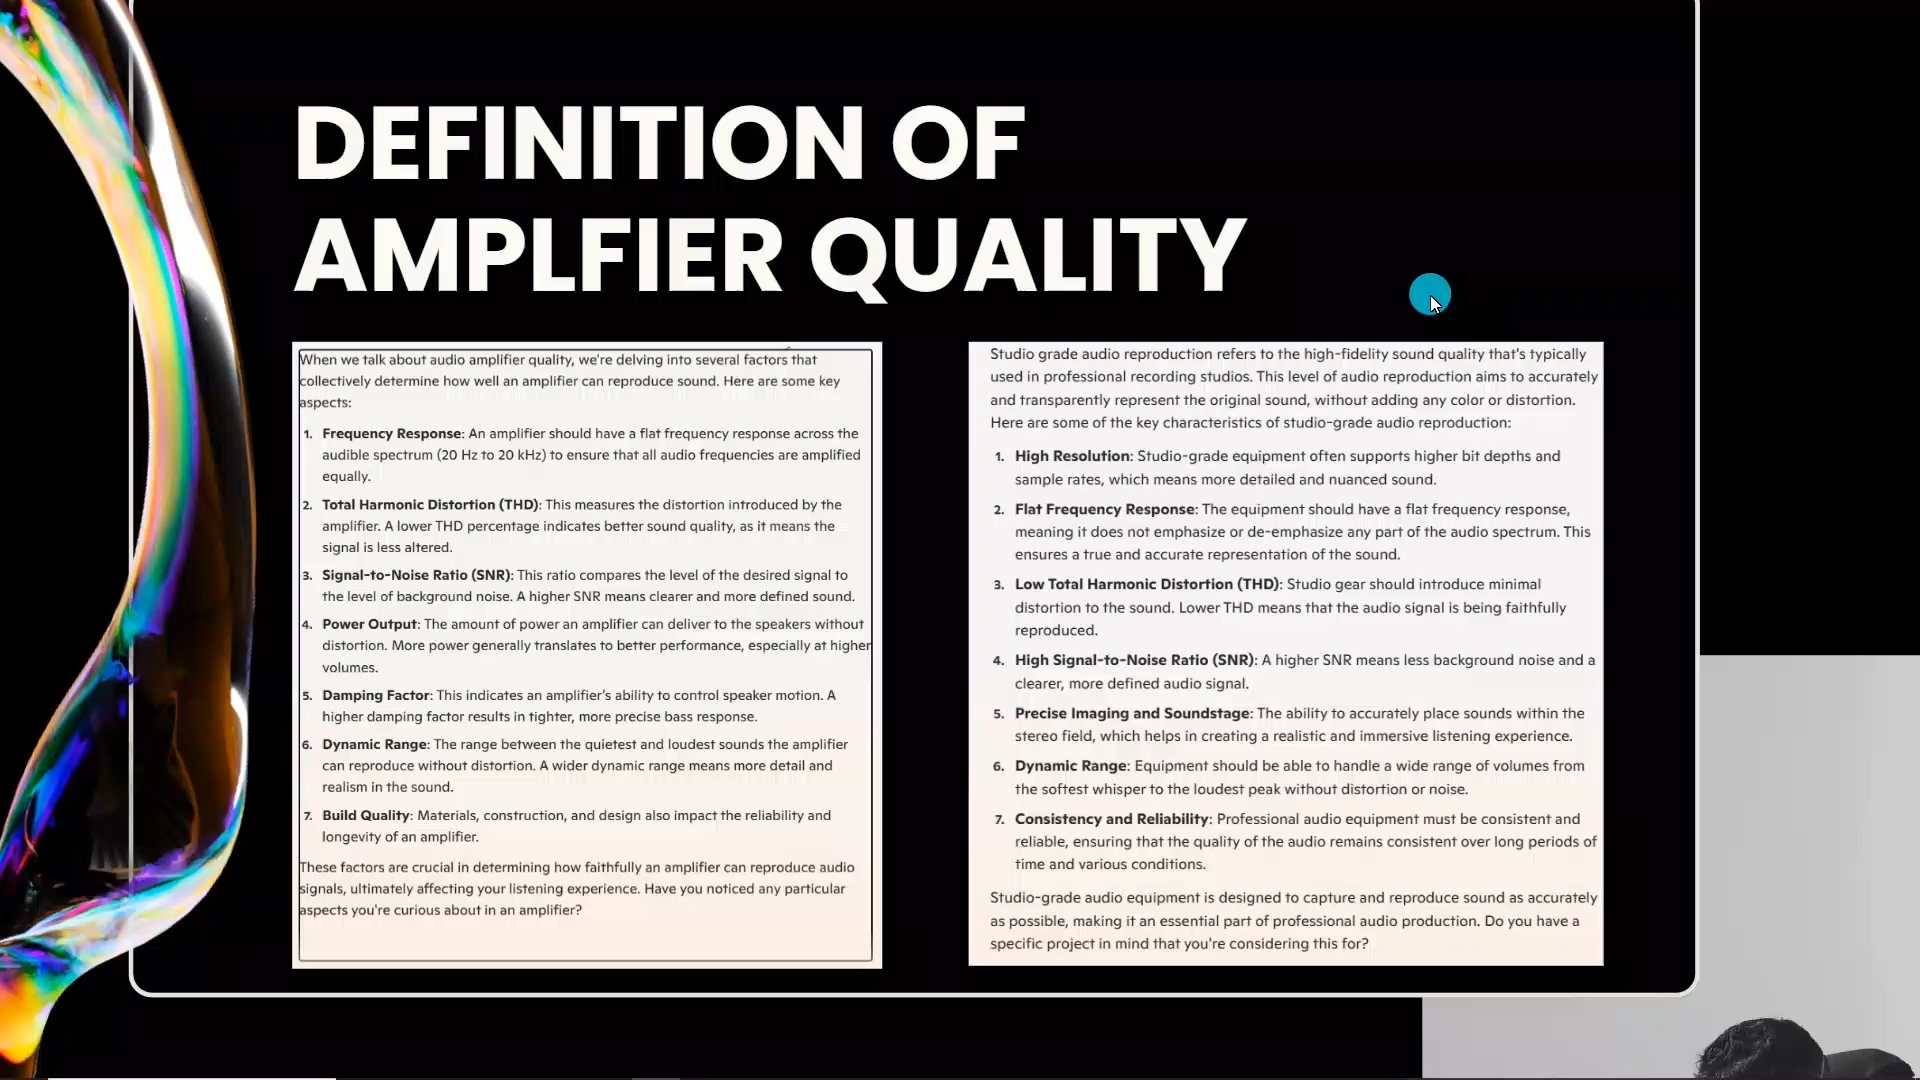 DEFINITION OF
AMPLFIER QUALITY
When we talk about audio amplifier quality, we're delving into several factors that
collectively determine how well an amplifier can reproduce sound. Here are some key
aspects:
1. Frequency Response: An amplifier should have a flat frequency response across the
audible spectrum (20 Hz to 20 kHz) to ensure that all audio frequencies are amplified
equally.
2. Total Harmonic Distortion (THD): This measures the distortion introduced by the
amplifier. A lower THD percentage indicates better sound quality, as it means the
signal is less altered.
3. Signal-to-Noise Ratio (SNR): This ratio compares the level of the desired signal to
the level of background noise. A higher SNR means clearer and more defined sound.
4. Power Output: The amount of power an amplifier can deliver to the speakers without
distortion. More power generally translates to better performance, especially at higher
volumes.
5. Damping Factor: This indicates an amplifier's ability to control speaker motion. A
higher damping factor results in tighter, more precise bass response.
6. Dynamic Range: The range between the quietest and loudest sounds the amplifier
can reproduce without distortion. A wider dynamic range means more detail and
realism in the sound.
7. Build Quality: Materials, construction, and design also impact the reliability and
longevity of an amplifier.
These factors are crucial in determining how faithfully an amplifier can reproduce audio
signals, ultimately affecting your listening experience. Have you noticed any particular
aspects you're curious about in an amplifier?
Studio grade audio reproduction refers to the high-fidelity sound quality that's typically
used in professional recording studios. This level of audio reproduction aims to accurately
and transparently represent the original sound, without adding any color or distortion.
Here are some of the key characteristics of studio-grade audio reproduction:
1. High Resolution: Studio-grade equipment often supports higher bit depths and
sample rates, which means more detailed and nuanced sound.
2. Flat Frequency Response: The equipment should have a flat frequency response,
meaning it does not emphasize or de-emphasize any part of the audio spectrum. This
ensures a true and accurate representation of the sound.
3. Low Total Harmonic Distortion (THD): Studio gear should introduce minimal
distortion to the sound. Lower THD means that the audio signal is being faithfully
reproduced.
4. High Signal-to-Noise Ratio (SNR): A higher SNR means less background noise and a
clearer, more defined audio signal.
5. Precise Imaging and Soundstage: The ability to accurately place sounds within the
stereo field, which helps in creating a realistic and immersive listening experience.
6. Dynamic Range: Equipment should be able to handle a wide range of volumes from
the softest whisper to the loudest peak without distortion or noise.
7. Consistency and Reliability: Professional audio equipment must be consistent and
reliable, ensuring that the quality of the audio remains consistent over long periods of
time and various conditions.
Studio-grade audio equipment is designed to capture and reproduce sound as accurately
as possible, making it an essential part of professional audio production. Do you have a
specific project in mind that you're considering this for?